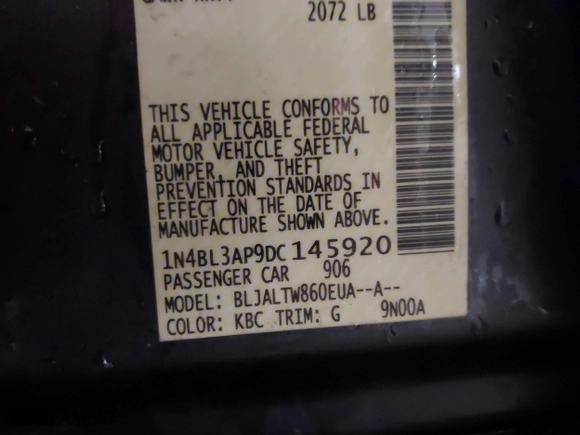 2072 LB
THIS VEHICLE CONFORMS TO
ALL APPLICABLE FEDERAL
MOTOR VEHICLE SAFETY,
BUMPER, AND THEFT
PREVENTION STANDARDS IN
EFFECT ON THE DATE OF
MANUFACTURE SHOWN ABOVE.
1N4BL3AP9DC145920
PASSENGER CAR 906
MODEL: BLJALTW860EUA--A--
COLOR: KBC TRIM: G 9N00A